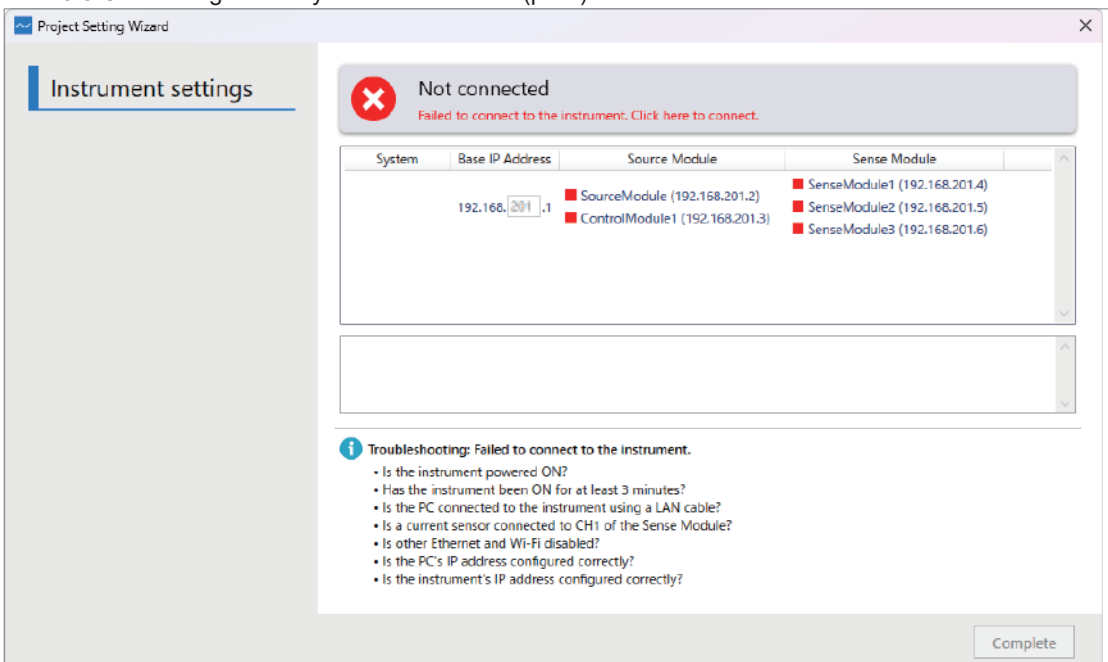 Project Setting Wizard
Instrument settings
Not connected
Failed to connect to the instrument. Click here to connect.
System Base IP Address Source Module Sense Module
192.168. 201 .1
SourceModule (192.168.201.2)
ControlModule1 (192.168.201.3)
SenseModule1 (192.168.201.4)
SenseModule2 (192.168.201.5)
SenseModule3 (192.168.201.6)
Troubleshooting: Failed to connect to the instrument.
• Is the instrument powered ON?
• Has the instrument been ON for at least 3 minutes?
• Is the PC connected to the instrument using a LAN cable?
• Is a current sensor connected to CH1 of the Sense Module?
• Is other Ethernet and Wi-Fi disabled?
• Is the PC's IP address configured correctly?
• Is the instrument's IP address configured correctly?
Complete